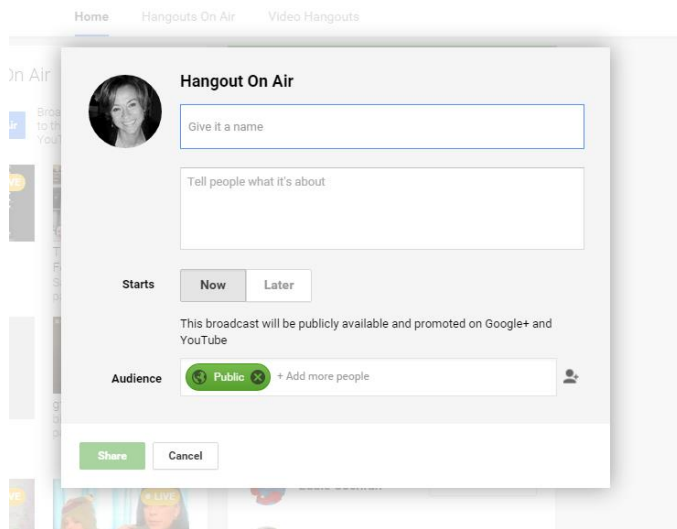 Home Hangouts On Air Video Hangouts
On Air
Hangout On Air
Give it a name
Tell people what it's about
Starts Now Later
This broadcast will be publicly available and promoted on Google+ and
YouTube
Audience Public + Add more people
Share Cancel
LIVE